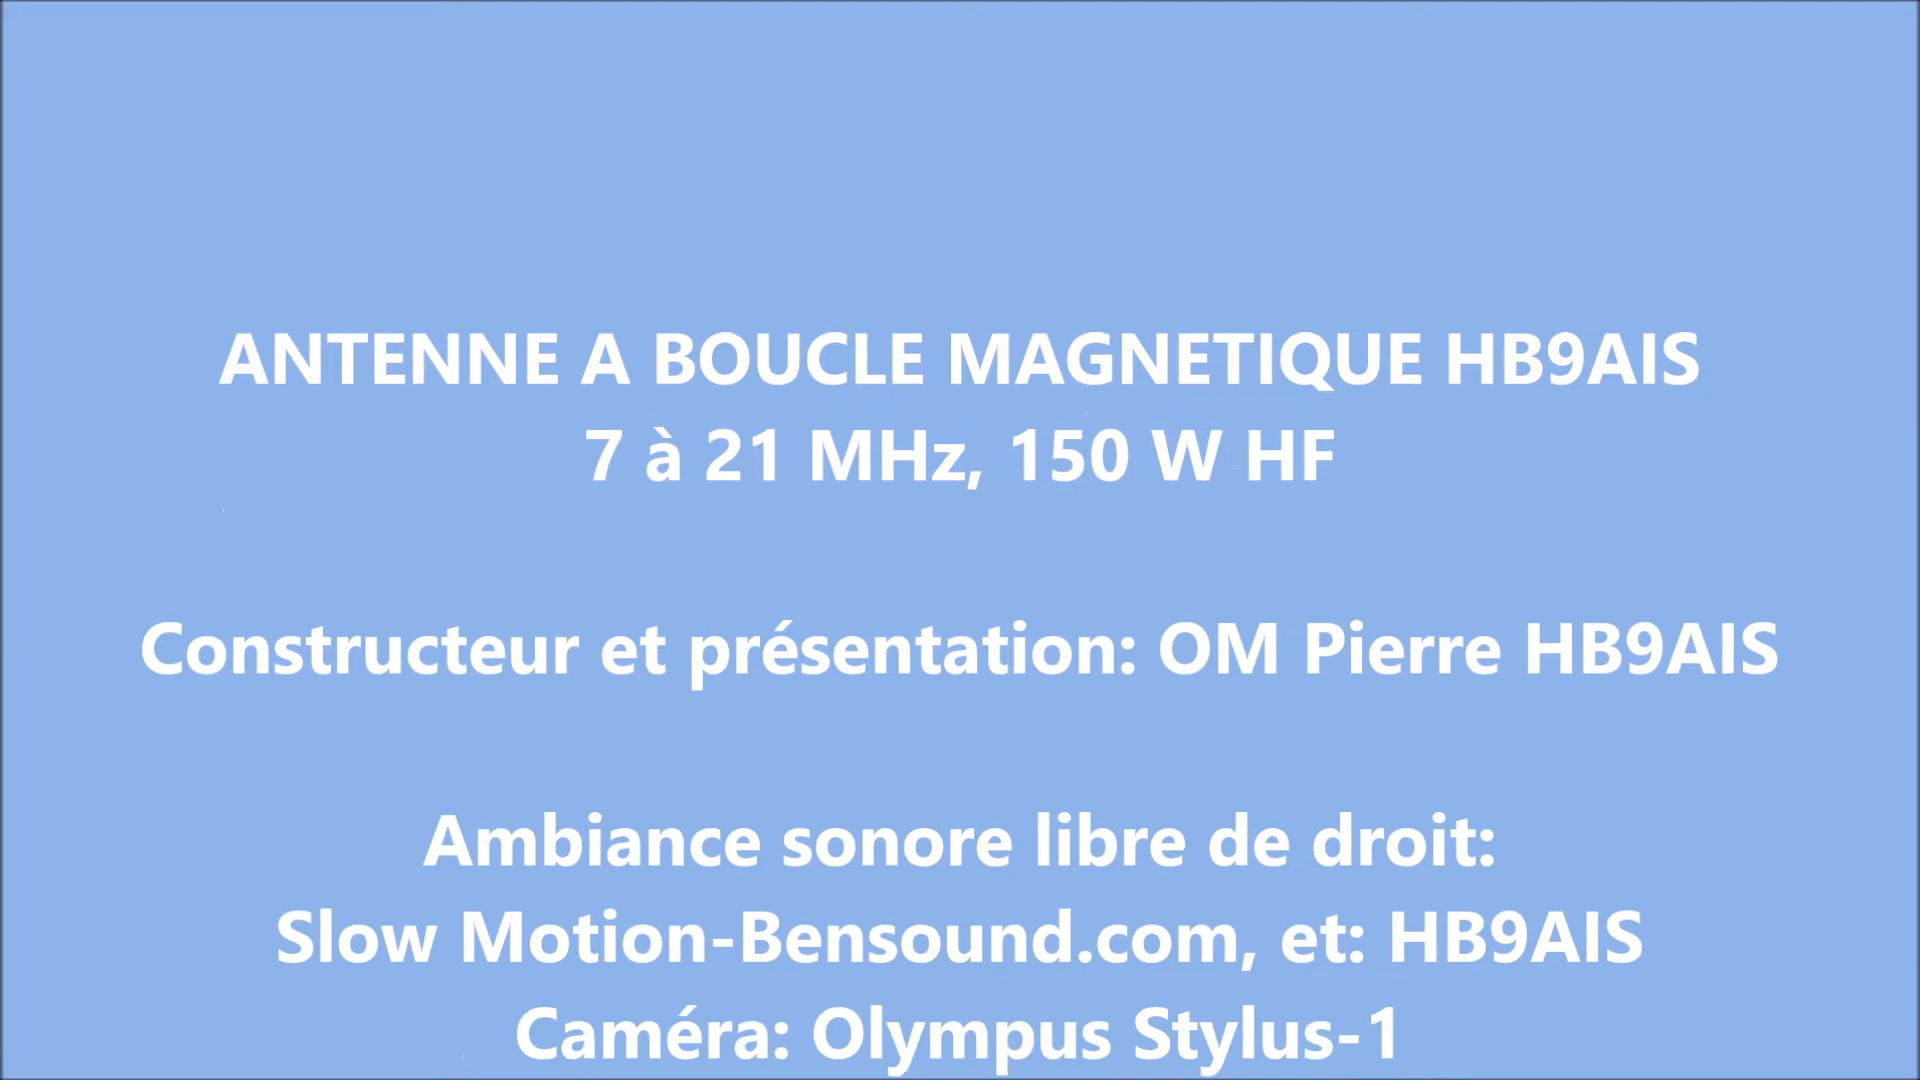 ANTENNE A BOUCLE MAGNETIQUE HB9AIS
7 à 21 MHz, 150 W HF
Constructeur et présentation: OM Pierre HB9AIS
Ambiance sonore libre de droit:
Slow Motion-Bensound.com, et: HB9AIS
Caméra: Olympus Stylus-1